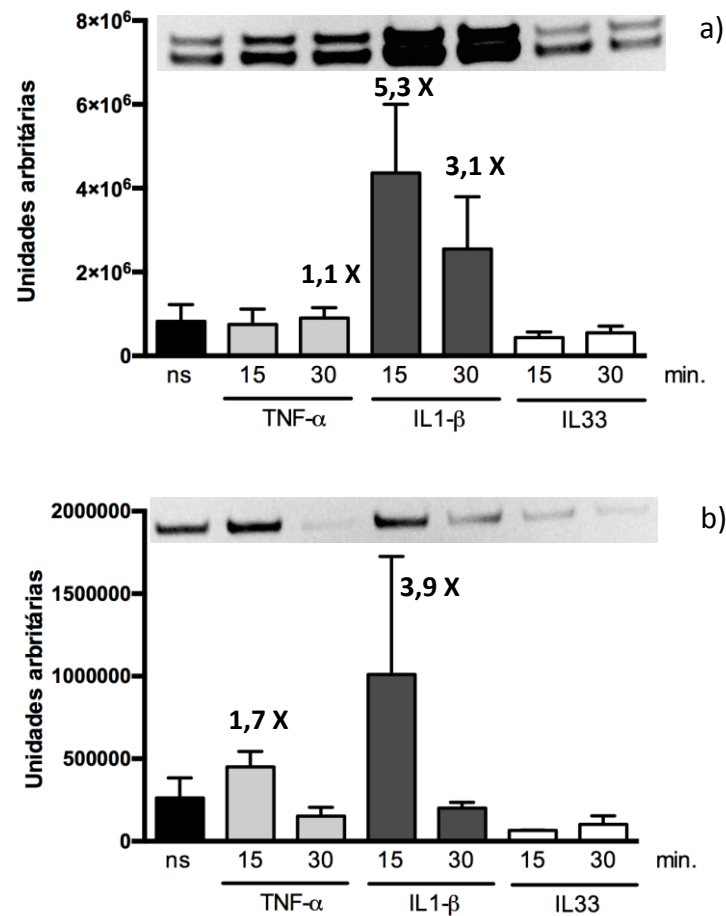 a)
8×10⁶
6×10⁶
4×10⁶
2×10⁶
0
Unidades arbritárias
5,3 X
3,1 X
1,1 X
ns 15 30 15 30 15 30 min.
TNF-α IL1-β IL33
b)
2000000
1500000
1000000
500000
0
Unidades arbritárias
3,9 X
1,7 X
ns 15 30 15 30 15 30 min.
TNF-α IL1-β IL33